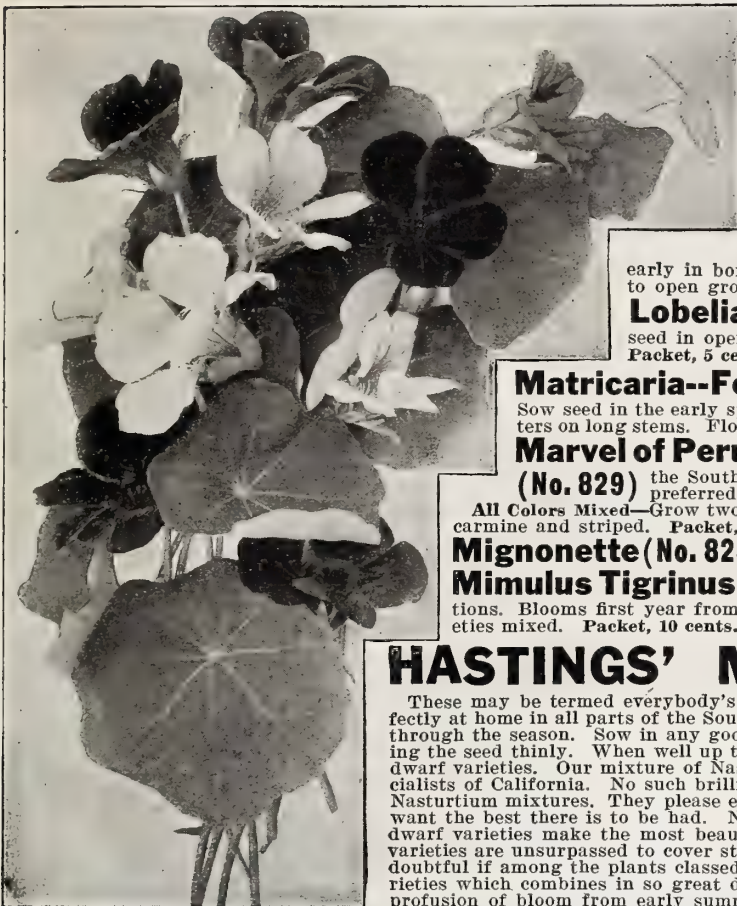 early in bo
to open gro
Lobelia
seed in ope
Packet, 5 ce
Matricaria--Fe
Sow seed in the early s
ters on long stems. Flo
Marvel of Peru
(No. 829) the South
preferred
All Colors Mixed—Grow two
carmine and striped. Packet,
Mignonette (No. 82
Mimulus Tigrinus
tions. Blooms first year from
eties mixed. Packet, 10 cents.
HASTINGS' N
These may be termed everybody's
fectly at home in all parts of the Sou
through the season. Sow in any goo
ing the seed thinly. When well up t
dwarf varieties. Our mixture of Na
cialists of California. No such brilli
Nasturtium mixtures. They please e
want the best there is to be had. N
dwarf varieties make the most beau
varieties are unsurpassed to cover st
doubtful if among the plants classed
rieties which combines in so great d
profusion of bloom from early summ